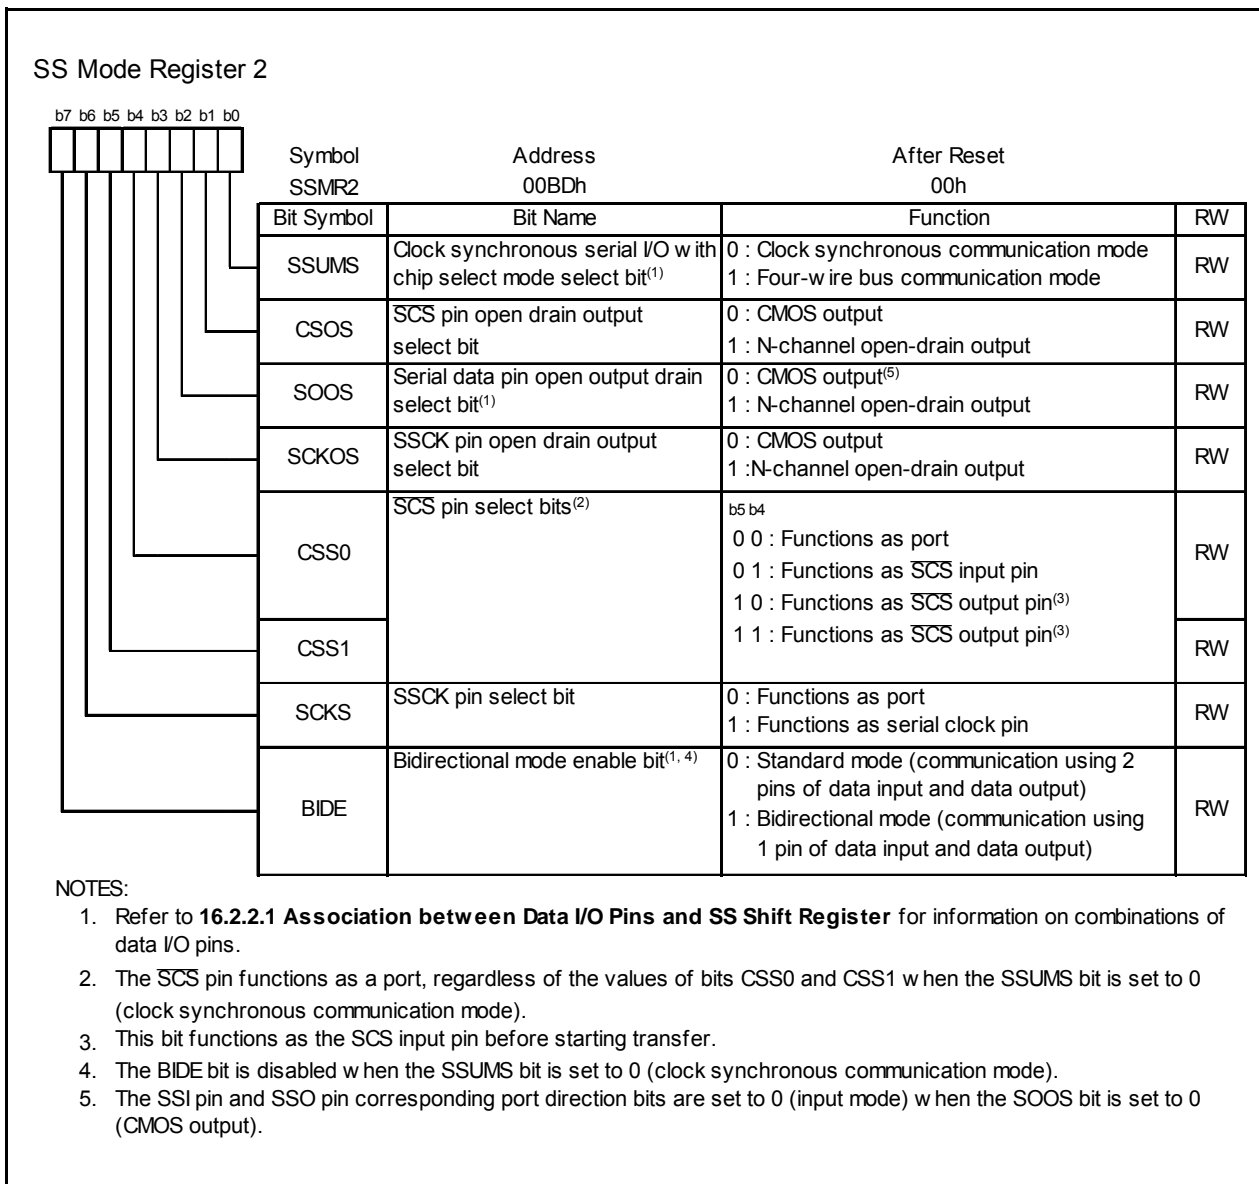 SS Mode Register 2
b7 b6 b5 b4 b3 b2 b1 b0
Symbol Address After Reset
SSMR2 00BDh 00h
Bit Symbol Bit Name Function RW
SSUMS Clock synchronous serial I/O with chip select mode select bit(1) 0 : Clock synchronous communication mode RW
1 : Four-wire bus communication mode
CSOS SCS pin open drain output select bit 0 : CMOS output RW
1 : N-channel open-drain output
SOOS Serial data pin open output drain select bit(1) 0 : CMOS output(5) RW
1 : N-channel open-drain output
SCKOS SSCK pin open drain output select bit 0 : CMOS output RW
1 :N-channel open-drain output
CSS0 SCS pin select bits(2) b5 b4 RW
0 0 : Functions as port
0 1 : Functions as SCS input pin
1 0 : Functions as SCS output pin(3)
1 1 : Functions as SCS output pin(3)
CSS1 RW
SCKS SSCK pin select bit 0 : Functions as port RW
1 : Functions as serial clock pin
BIDE Bidirectional mode enable bit(1, 4) 0 : Standard mode (communication using 2 RW
pins of data input and data output)
1 : Bidirectional mode (communication using
1 pin of data input and data output)
NOTES:
1. Refer to 16.2.2.1 Association between Data I/O Pins and SS Shift Register for information on combinations of
data I/O pins.
2. The SCS pin functions as a port, regardless of the values of bits CSS0 and CSS1 when the SSUMS bit is set to 0
(clock synchronous communication mode).
3. This bit functions as the SCS input pin before starting transfer.
4. The BIDE bit is disabled when the SSUMS bit is set to 0 (clock synchronous communication mode).
5. The SSI pin and SSO pin corresponding port direction bits are set to 0 (input mode) when the SOOS bit is set to 0
(CMOS output).